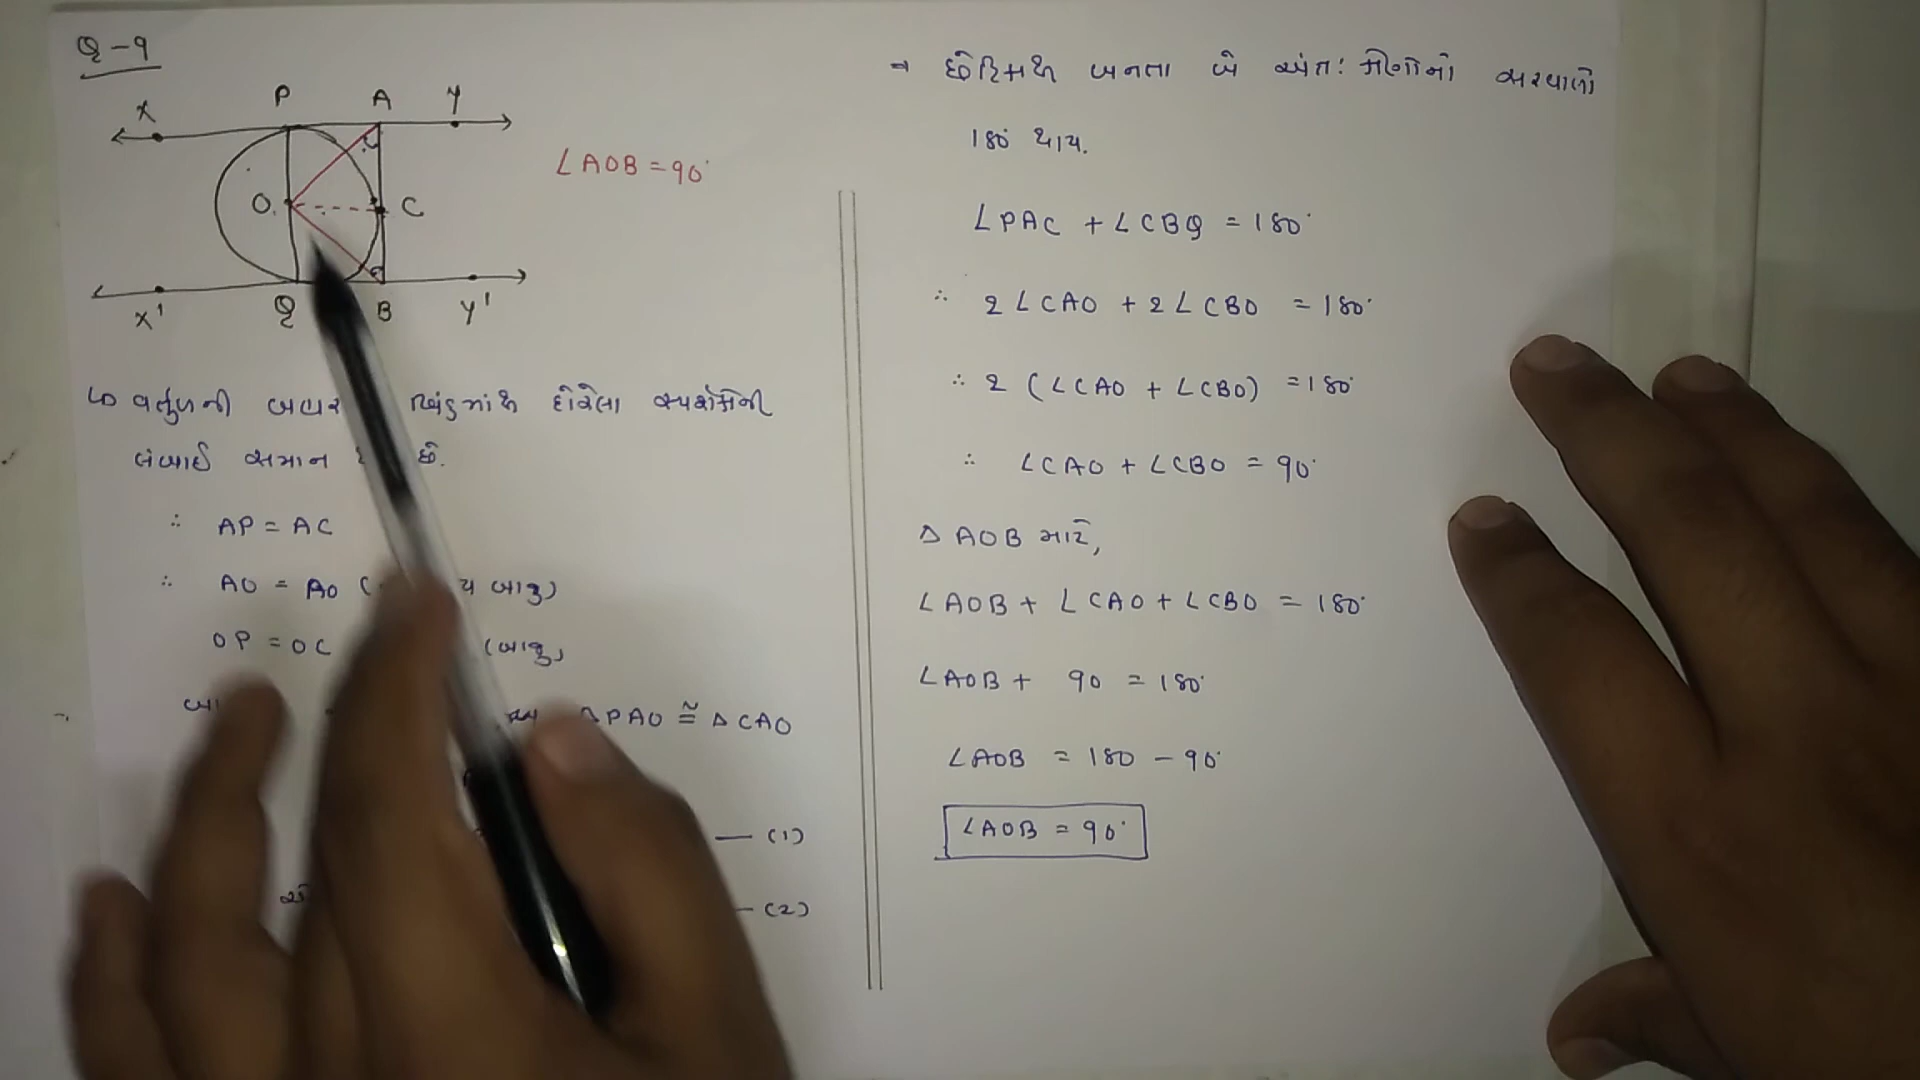 Q-9
X P A Y
∠AOB = 90°
O C
X' Q B Y'
વર્તુળની બહાર દોરેલા સ્પર્શકોની
લંબાઈ સમાન છે.
∴ AP = AC
∴ AO = AO ( બાજુ)
OP = OC (બાજુ)
△PAO ≅ △CAO
— (1)
— (2)
બનતા બે અંતઃ કોણોનો સરવાળો
180° થાય.
∠PAC + ∠CBQ = 180°
∴ 2∠CAO + 2∠CBO = 180°
∴ 2 (∠CAO + ∠CBO) = 180°
∴ ∠CAO + ∠CBO = 90°
△AOB માટે,
∠AOB + ∠CAO + ∠CBO = 180°
∠AOB + 90 = 180°
∠AOB = 180 - 90°
∠AOB = 90°